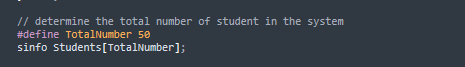 // determine the total number of student in the system
#define TotalNumber 50
sinfo Students[TotalNumber];